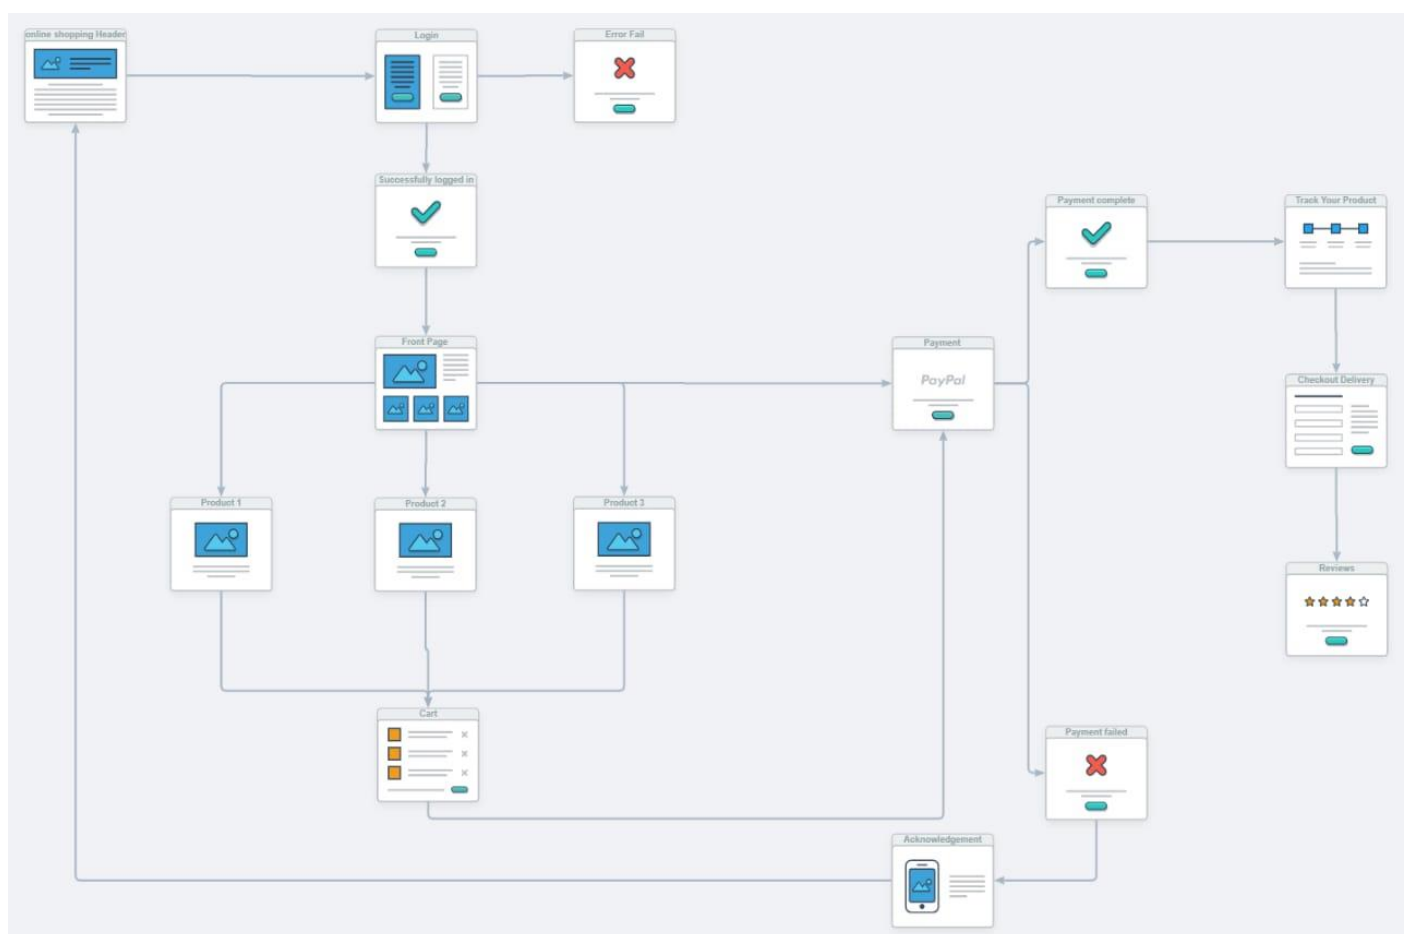 online shopping Header
Login
Error Fail
Successfully logged in
Payment complete
Track Your Product
Front Page
Payment
PayPal
Checkout Delivery
Product 1
Product 2
Product 3
Reviews
Cart
Payment failed
Acknowledgement